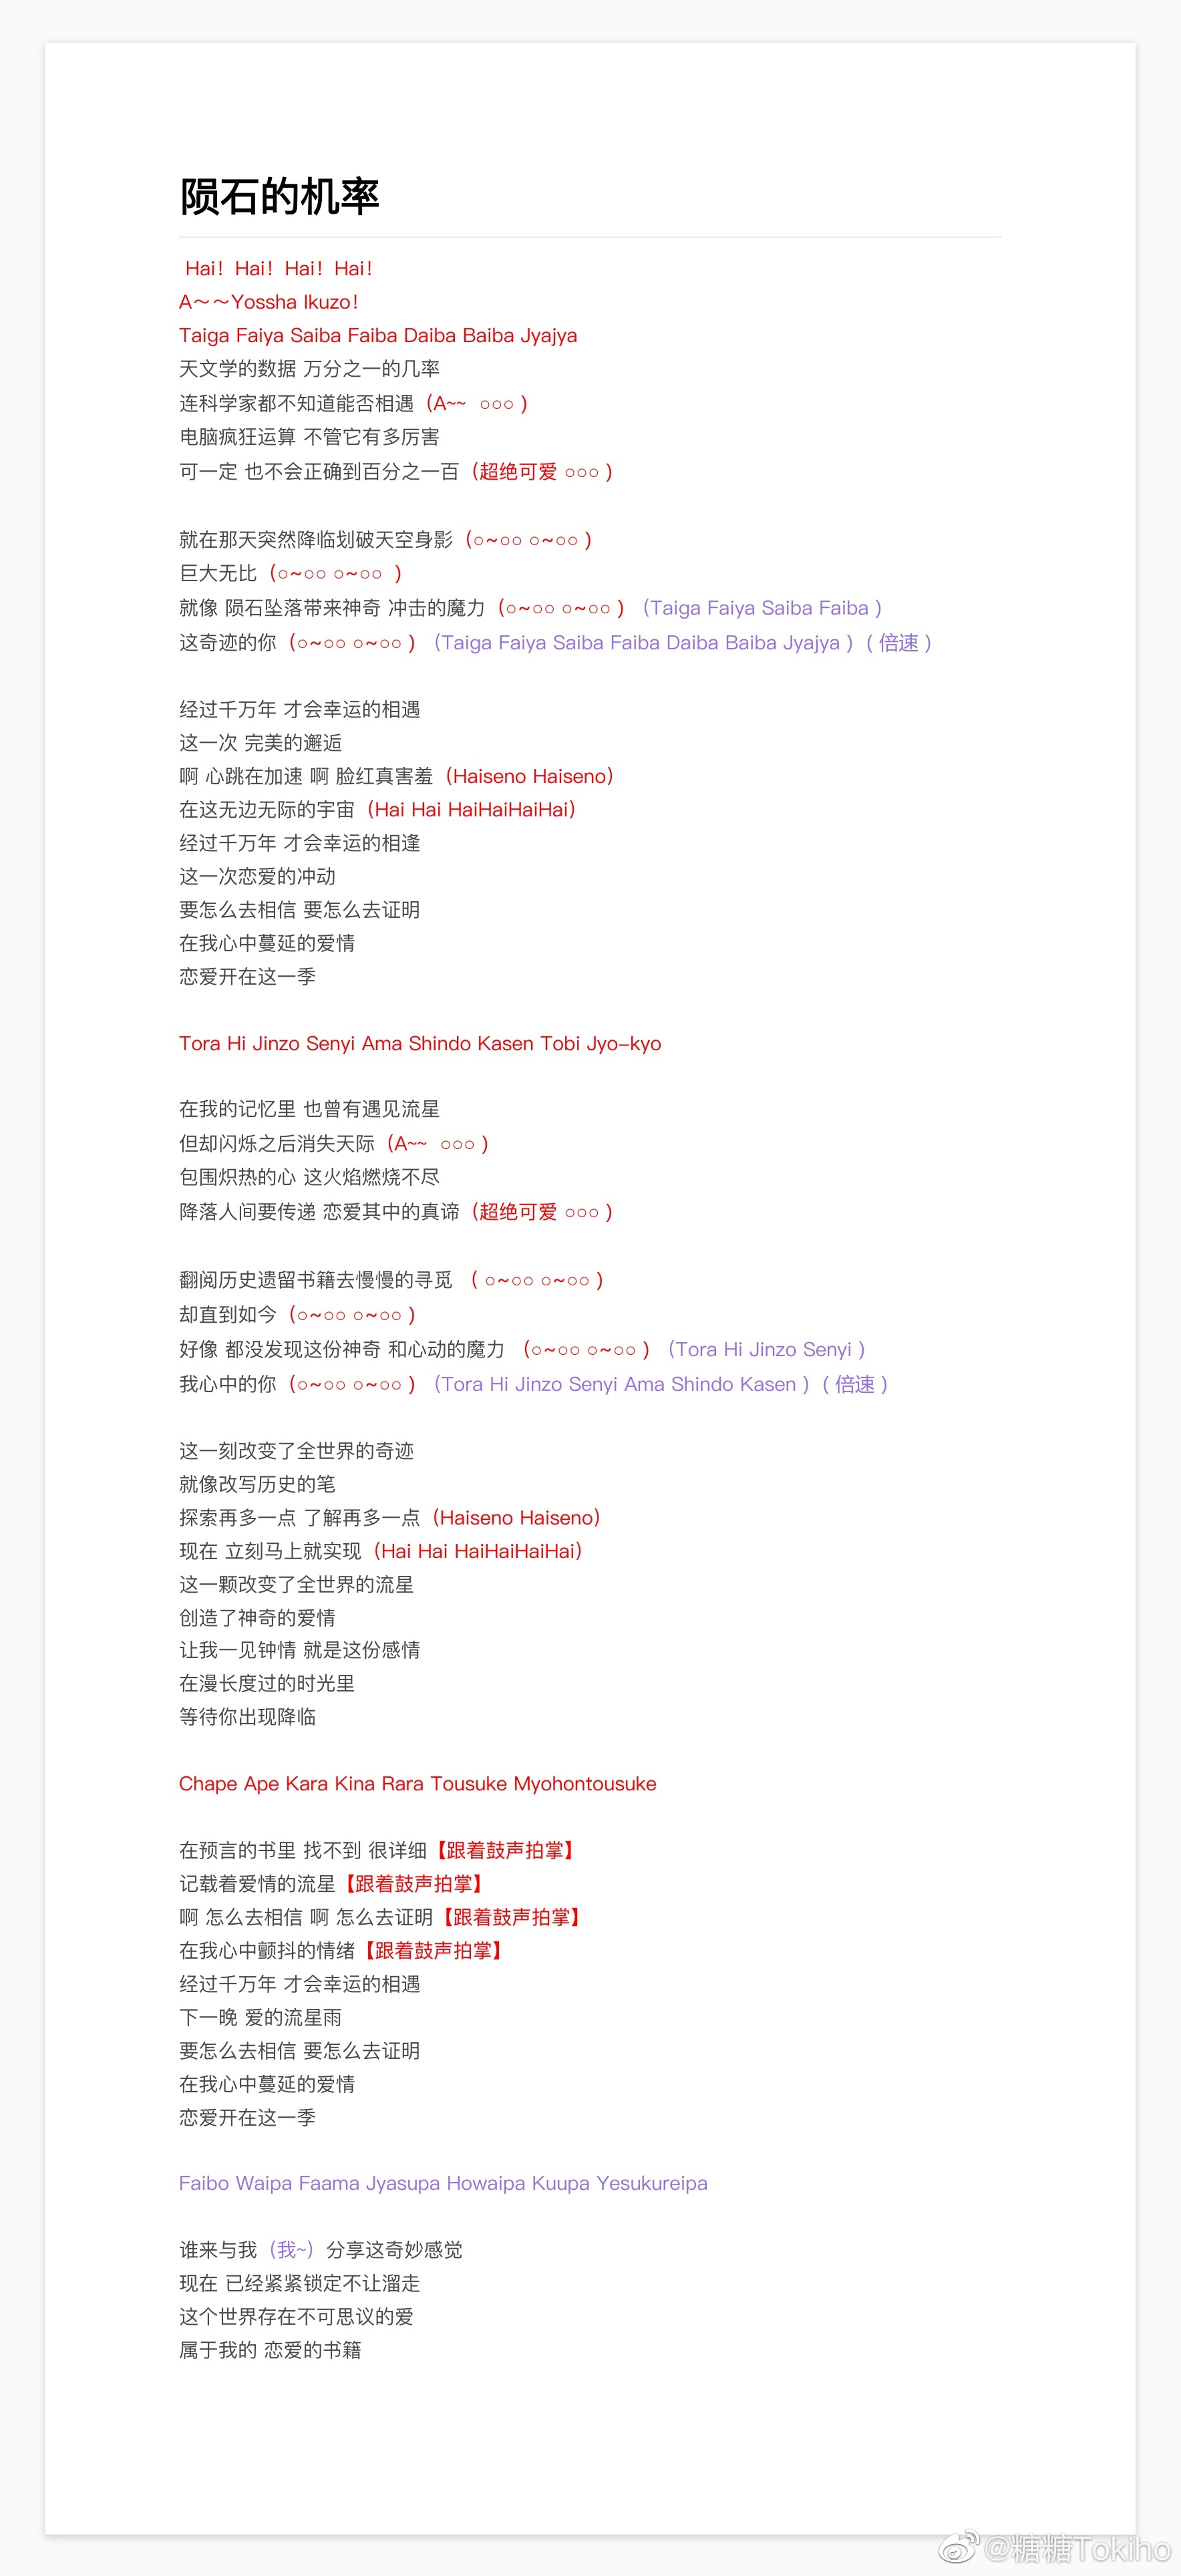 陨石的机率
Hai！Hai！Hai！Hai！
A～～Yossha Ikuzo！
Taiga Faiya Saiba Faiba Daiba Baiba Jyajya
天文学的数据 万分之一的几率
连科学家都不知道能否相遇（A~~ ○○○ )
电脑疯狂运算 不管它有多厉害
可一定 也不会正确到百分之一百（超绝可爱 ○○○ )
就在那天突然降临划破天空身影（○~○○ ○~○○ )
巨大无比（○~○○ ○~○○ )
就像 陨石坠落带来神奇 冲击的魔力（○~○○ ○~○○ )（Taiga Faiya Saiba Faiba )
这奇迹的你（○~○○ ○~○○ )（Taiga Faiya Saiba Faiba Daiba Baiba Jyajya )（倍速）
经过千万年 才会幸运的相遇
这一次 完美的邂逅
啊 心跳在加速 啊 脸红真害羞（Haiseno Haiseno）
在这无边无际的宇宙（Hai Hai HaiHaiHaiHai）
经过千万年 才会幸运的相逢
这一次恋爱的冲动
要怎么去相信 要怎么去证明
在我心中蔓延的爱情
恋爱开在这一季
Tora Hi Jinzo Senyi Ama Shindo Kasen Tobi Jyo-kyo
在我的记忆里 也曾有遇见流星
但却闪烁之后消失天际（A~~ ○○○ )
包围炽热的心 这火焰燃烧不尽
降落人间要传递 恋爱其中的真谛（超绝可爱 ○○○ )
翻阅历史遗留书籍去慢慢的寻觅 （ ○~○○ ○~○○ )
却直到如今（○~○○ ○~○○ )
好像 都没发现这份神奇 和心动的魔力 （○~○○ ○~○○ )（Tora Hi Jinzo Senyi )
我心中的你（○~○○ ○~○○ )（Tora Hi Jinzo Senyi Ama Shindo Kasen )（倍速）
这一刻改变了全世界的奇迹
就像改写历史的笔
探索再多一点 了解再多一点（Haiseno Haiseno）
现在 立刻马上就实现（Hai Hai HaiHaiHaiHai）
这一颗改变了全世界的流星
创造了神奇的爱情
让我一见钟情 就是这份感情
在漫长度过的时光里
等待你出现降临
Chape Ape Kara Kina Rara Tousuke Myohontousuke
在预言的书里 找不到 很详细【跟着鼓声拍掌】
记载着爱情的流星【跟着鼓声拍掌】
啊 怎么去相信 啊 怎么去证明【跟着鼓声拍掌】
在我心中颤抖的情绪【跟着鼓声拍掌】
经过千万年 才会幸运的相遇
下一晚 爱的流星雨
要怎么去相信 要怎么去证明
在我心中蔓延的爱情
恋爱开在这一季
Faibo Waipa Faama Jyasupa Howaipa Kuupa Yesukureipa
谁来与我（我~）分享这奇妙感觉
现在 已经紧紧锁定不让溜走
这个世界存在不可思议的爱
属于我的 恋爱的书籍
@糖糖Tokiho